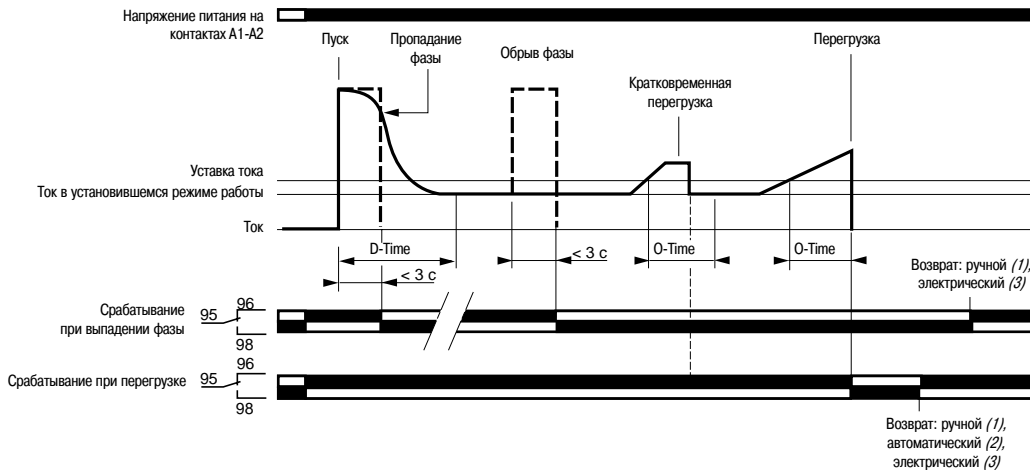 Напряжение питания на
контактах A1-A2
Пуск
Пропадание
фазы
Обрыв фазы
Кратковременная
перегрузка
Перегрузка
Уставка тока
Ток в установившемся режиме работы
Ток
D-Time
< 3 c
< 3 c
O-Time
O-Time
Возврат: ручной (1),
электрический (3)
Срабатывание
при выпадении фазы
95
96
98
Срабатывание при перегрузке
95
96
98
Возврат: ручной (1),
автоматический (2),
электрический (3)